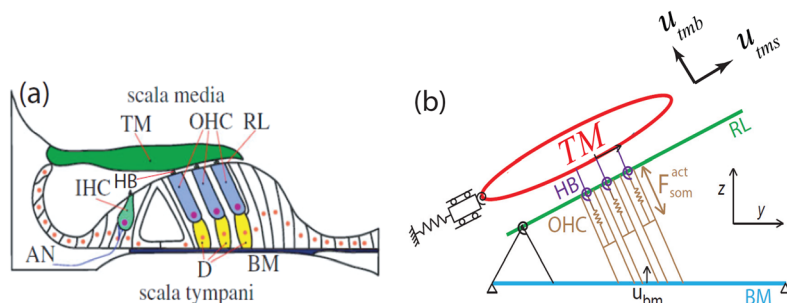 (a)
scala media
TM
OHC
RL
HB
IHC
AN
D
BM
scala tympani
(b)
u_tmb
u_tms
TM
RL
HB
F_som^act
OHC
z
y
u_bm
BM